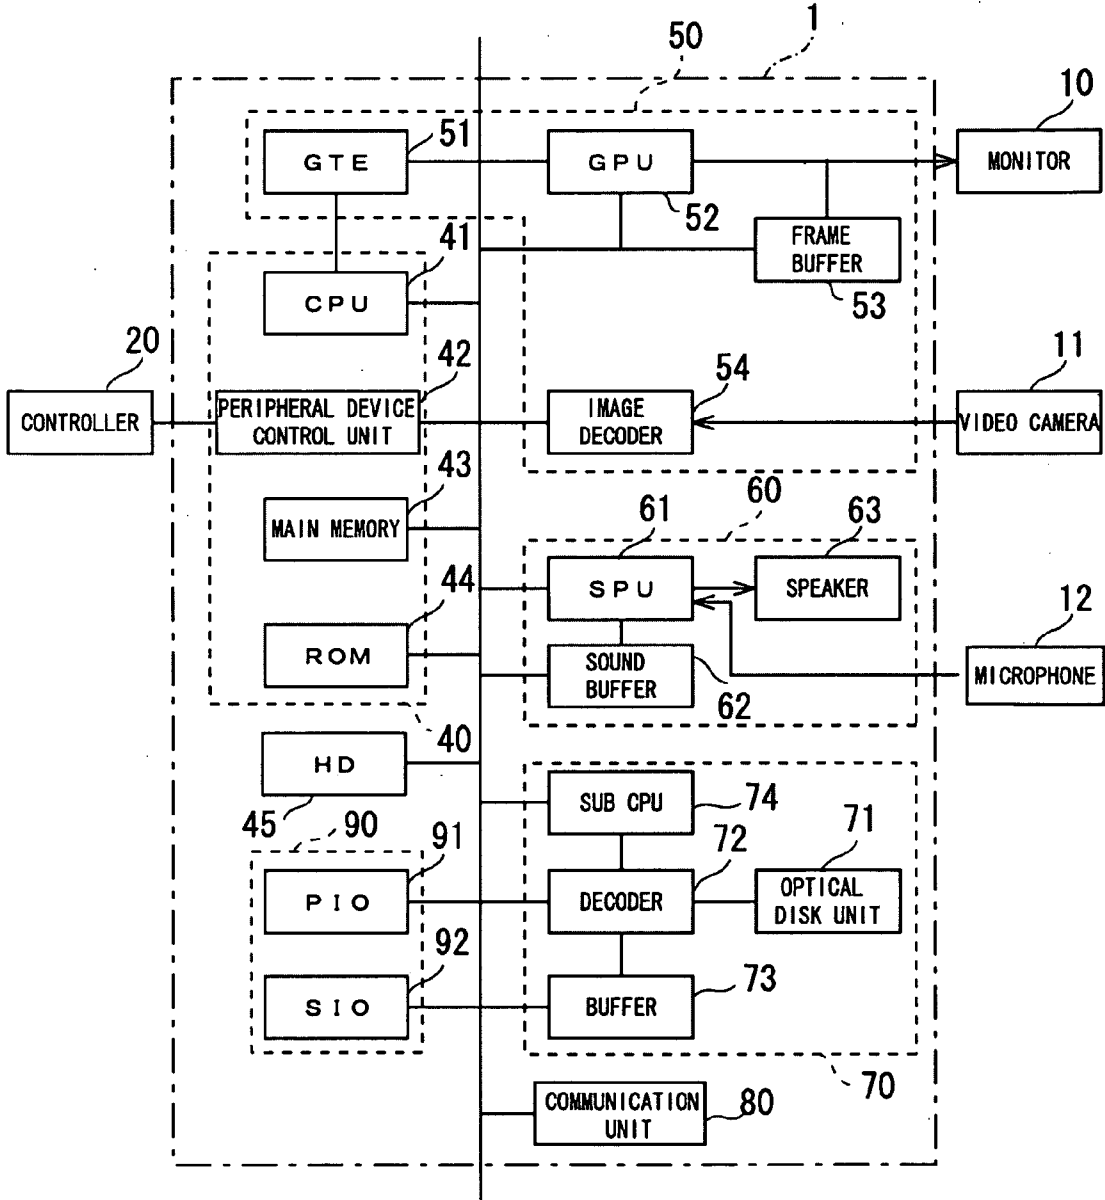 1
50
10
51
GTE
GPU
MONITOR
52
41
FRAME
BUFFER
CPU
53
20
42
54
11
CONTROLLER
PERIPHERAL DEVICE
CONTROL UNIT
IMAGE
DECODER
VIDEO CAMERA
43
60
61
63
MAIN MEMORY
SPU
SPEAKER
44
12
ROM
SOUND
BUFFER
MICROPHONE
62
40
HD
45
90
SUB CPU
74
91
72
71
PIO
DECODER
OPTICAL
DISK UNIT
92
73
SIO
BUFFER
70
COMMUNICATION
UNIT
80